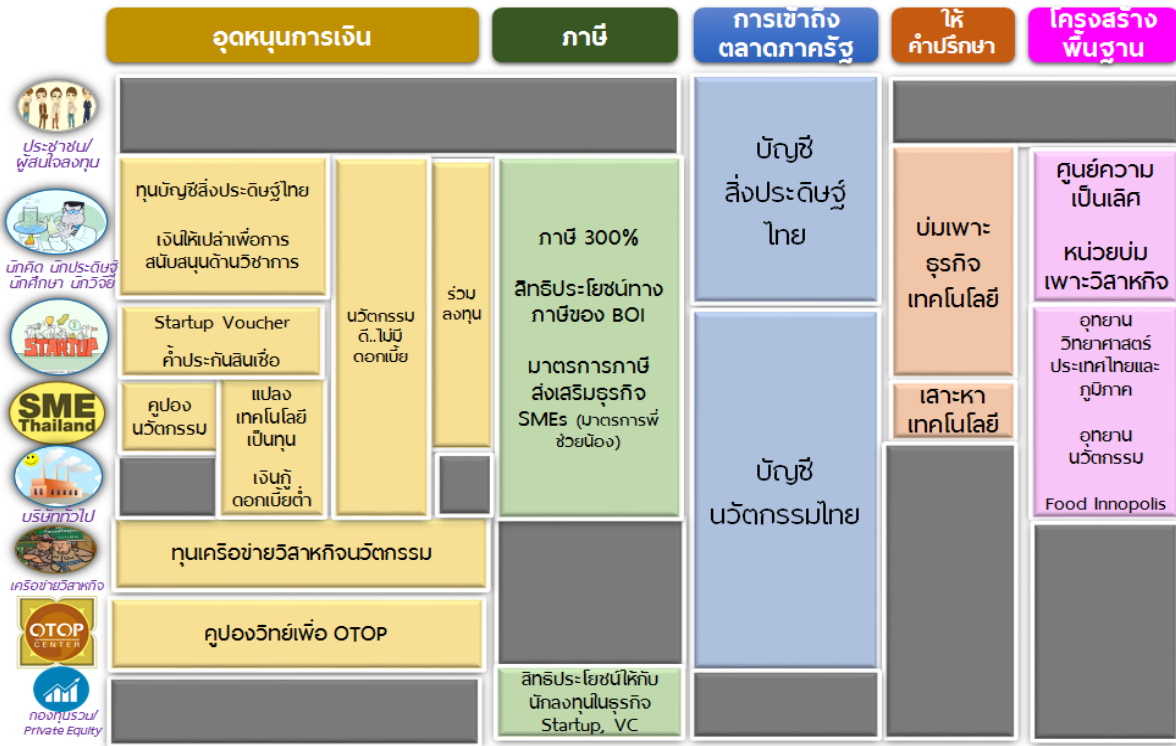 อุดหนุนการเงิน
ภาษี
การเข้าถึง
ตลาดภาครัฐ
ให้
คำปรึกษา
โครงสร้าง
พื้นฐาน
ประชาชน/
ผู้สนใจลงทุน
นักคิด นักประดิษฐ์
นักศึกษา นักวิจัย
STARTUP
SME
Thailand
บริษัททั่วไป
เครือข่ายวิสาหกิจ
OTOP
CENTER
กองทุนรวม/
Private Equity
ทุนบัญชีสิ่งประดิษฐ์ไทย
เงินให้เปล่าเพื่อการ
สนับสนุนด้านวิชาการ
Startup Voucher
ค้ำประกันสินเชื่อ
คูปอง
นวัตกรรม
แปลง
เทคโนโลยี
เป็นทุน
เงินกู้
ดอกเบี้ยต่ำ
นวัตกรรม
ดี..ไม่มี
ดอกเบี้ย
ร่วม
ลงทุน
ทุนเครือข่ายวิสาหกิจนวัตกรรม
คูปองวิทย์เพื่อ OTOP
ภาษี 300%
สิทธิประโยชน์ทาง
ภาษีของ BOI
มาตรการภาษี
ส่งเสริมธุรกิจ
SMEs (มาตรการพี่
ช่วยน้อง)
สิทธิประโยชน์ให้กับ
นักลงทุนในธุรกิจ
Startup, VC
บัญชี
สิ่งประดิษฐ์
ไทย
บัญชี
นวัตกรรมไทย
บ่มเพาะ
ธุรกิจ
เทคโนโลยี
เสาะหา
เทคโนโลยี
ศูนย์ความ
เป็นเลิศ
หน่วยบ่ม
เพาะวิสาหกิจ
อุทยาน
วิทยาศาสตร์
ประเทศไทยและ
ภูมิภาค
อุทยาน
นวัตกรรม
Food Innopolis